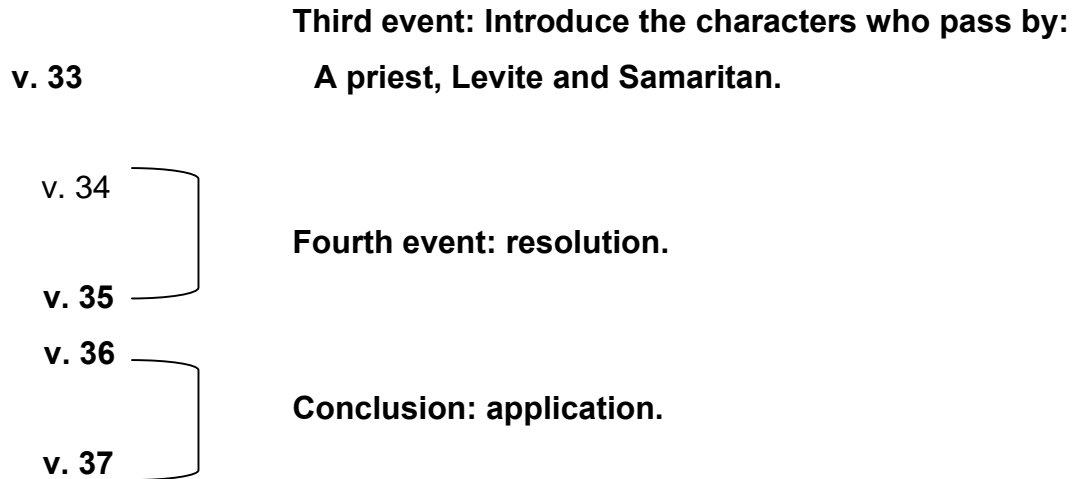 Third event: Introduce the characters who pass by:
v. 33 A priest, Levite and Samaritan.
v. 34
Fourth event: resolution.
v. 35
v. 36
Conclusion: application.
v. 37